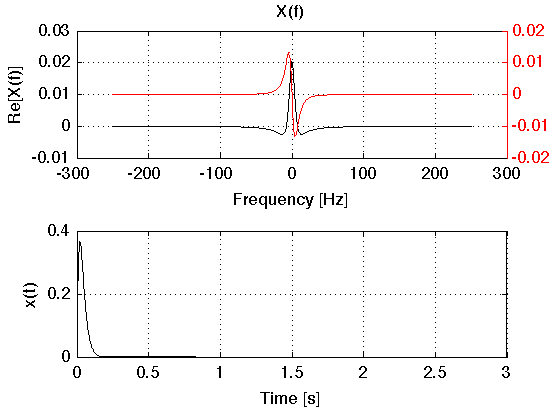 X(f)
0.03 0.02
0.02 0.01
Re[X(f)] 0.01 0
0 -0.01
-0.01 -0.02
-300 -200 -100 0 100 200 300
Frequency [Hz]
0.4
x(t) 0.2
0
0 0.5 1 1.5 2 2.5 3
Time [s]